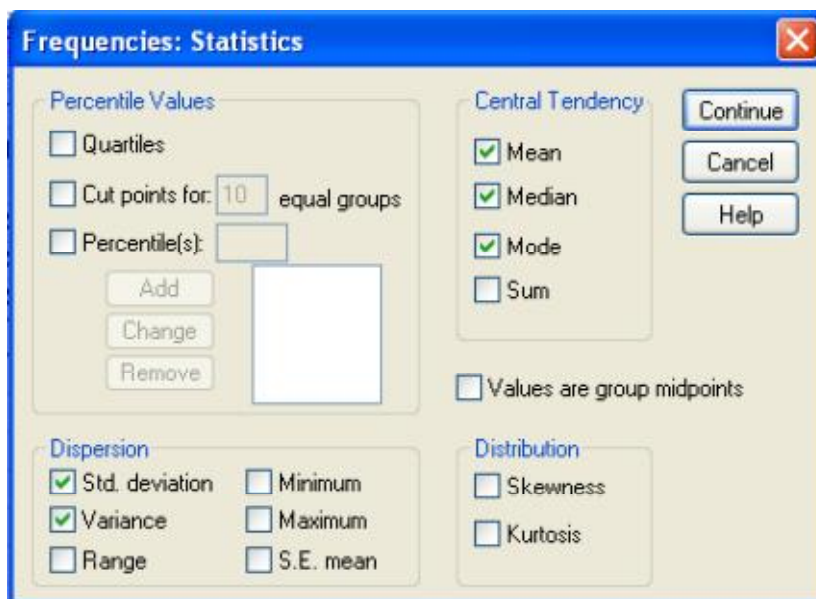 Frequencies: Statistics
Percentile Values
Quartiles
Cut points for: 10 equal groups
Percentile(s):
Add
Change
Remove
Central Tendency
Mean
Median
Mode
Sum
Continue
Cancel
Help
Values are group midpoints
Dispersion
Std. deviation
Minimum
Variance
Maximum
Range
S.E. mean
Distribution
Skewness
Kurtosis